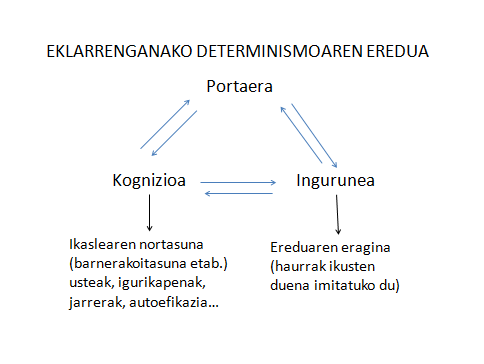 EKLARRENGANAKO DETERMINISMOAREN EREDUA
Portaera
Kognizioa
Ingurunea
Ikaslearen nortasuna
(barnerakoitasuna etab.)
usteak, igurikapenak,
jarrerak, autoefikazia...
Ereduaren eragina
(haurrak ikusten
duena imitatuko du)